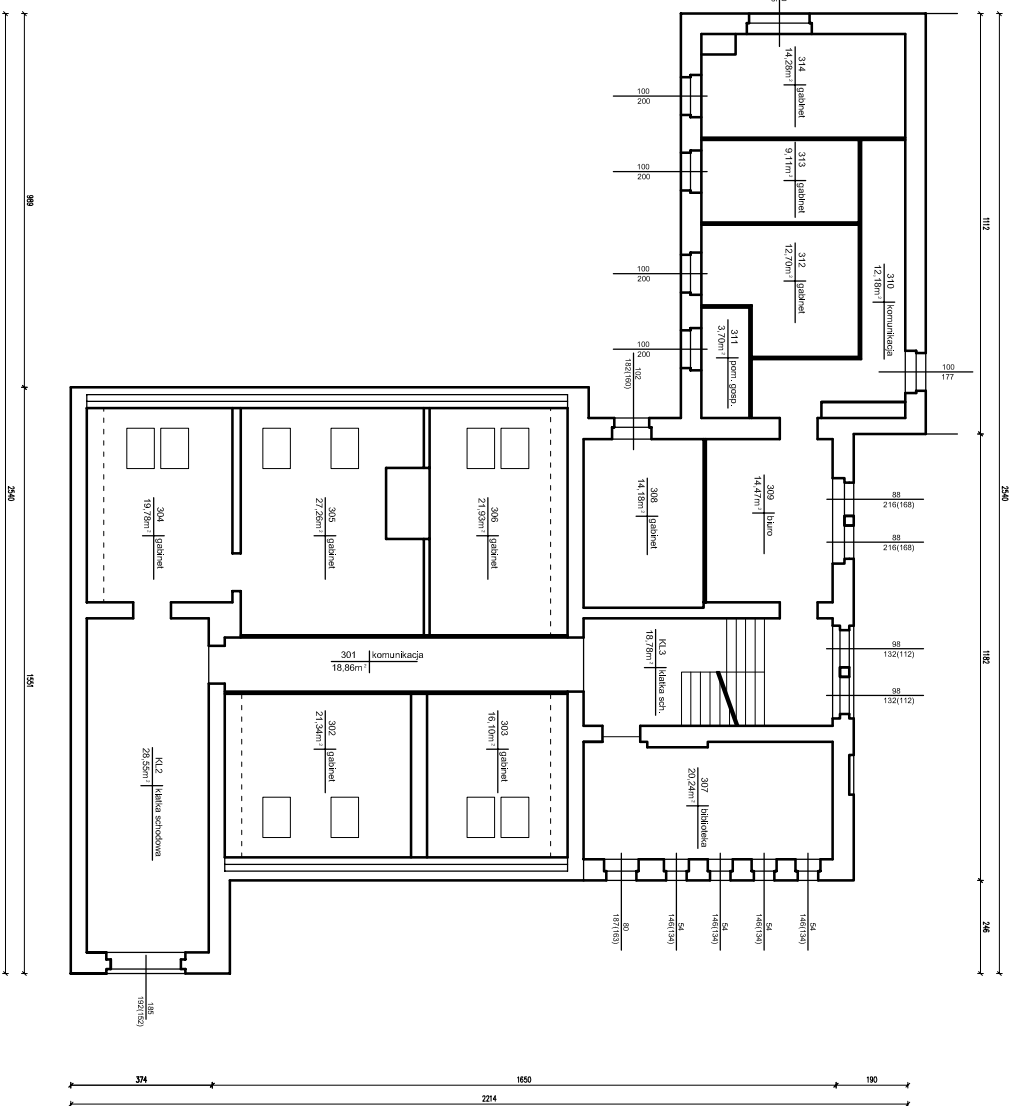 314
14,28m²
gabinet
100
200
313
9,11m²
gabinet
100
200
312
12,70m²
gabinet
100
200
310
12,18m²
komunikacja
311
3,70m²
pom. gosp.
100
200
102
182(160)
100
177
989
1112
2540
2540
304
19,78m²
gabinet
305
27,26m²
gabinet
306
21,93m²
gabinet
308
14,18m²
gabinet
309
14,47m²
biuro
88
216(168)
88
216(168)
301
18,86m²
komunikacja
KL3
18,78m²
klatka sch.
98
132(112)
98
132(112)
1551
1182
302
21,34m²
gabinet
303
16,10m²
gabinet
KL2
28,55m²
klatka schodowa
307
20,24m²
biblioteka
80
187(163)
54
146(134)
54
146(134)
54
146(134)
54
146(134)
246
185
192(152)
374
1650
190
2214